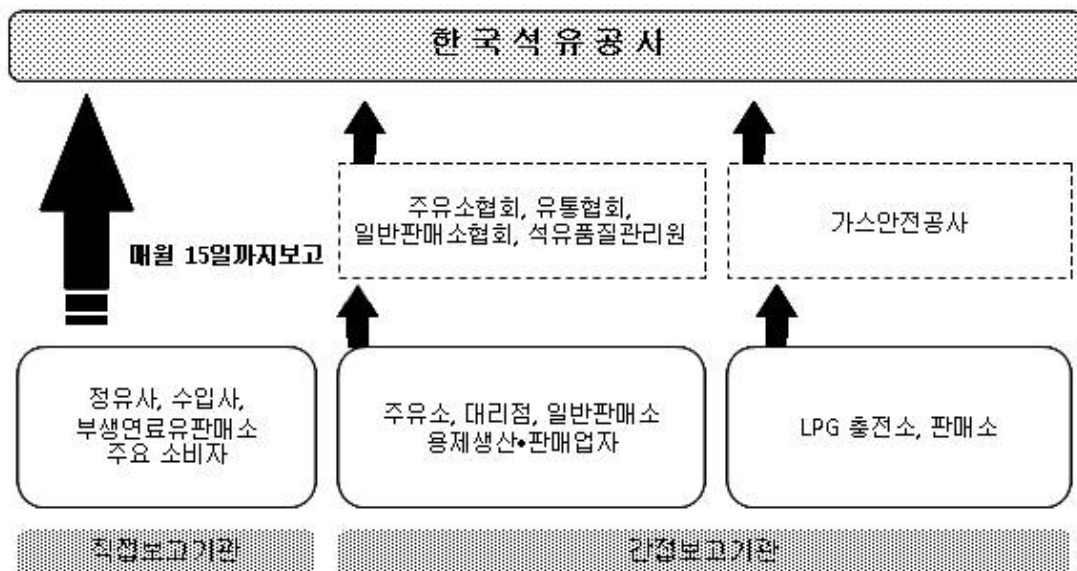 한국석유공사
주유소협회, 유통협회,
일반판매소협회, 석유품질관리원
가스안전공사
매월 15일까지보고
정유사, 수입사,
부생연료유판매소
주요 소비자
주유소, 대리점, 일반판매소
용제생산•판매업자
LPG 충전소, 판매소
직접보고기관
간접보고기관